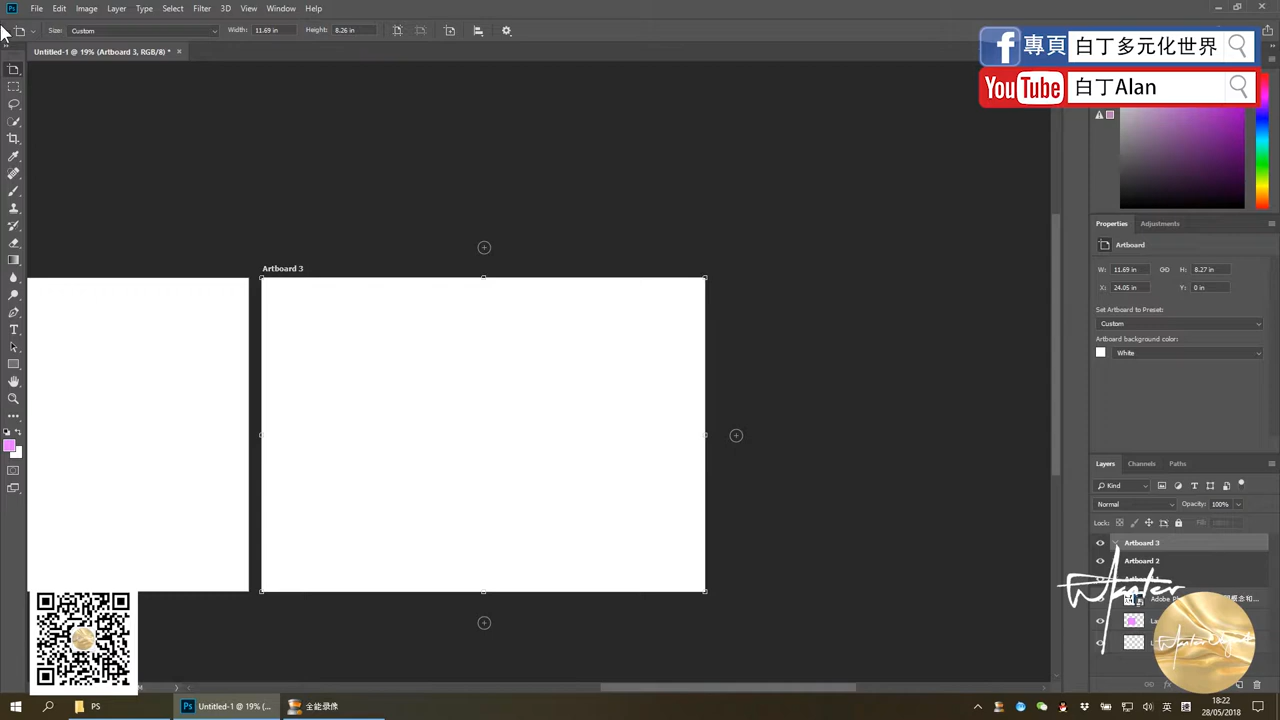 Ps File Edit Image Layer Type Select Filter 3D View Window Help
Size: Custom Width: 11.69 in Height: 8.26 in
Untitled-1 @ 19% (Artboard 3, RGB/8) *
f 專頁 白丁多元化世界
YouTube 白丁Alan
Artboard 3
Properties Adjustments
Artboard
W: 11.69 in H: 8.27 in
X: 24.05 in Y: 0 in
Set Artboard to Preset:
Custom
Artboard background color:
White
Layers Channels Paths
Kind
Normal Opacity: 100%
Lock: Fill:
Artboard 3
Artboard 2
PS
Untitled-1 @ 19% (...
全能录像
英
18:22
28/05/2018